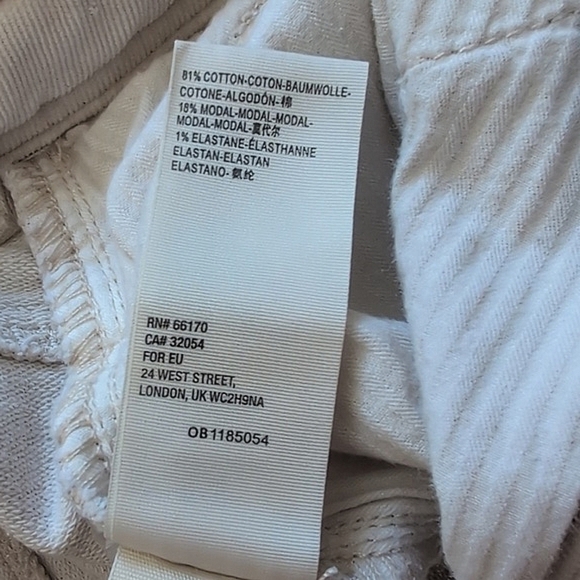 81% COTTON-COTON-BAUMWOLLE-
COTONE-ALGODÓN-棉
18% MODAL-MODAL-MODAL-
MODAL-MODAL-莫代尔
1% ELASTANE-ÉLASTHANNE
ELASTAN-ELASTAN
ELASTANO-氨纶
RN# 66170
CA# 32054
FOR EU
24 WEST STREET,
LONDON, UK WC2H9NA
OB1185054